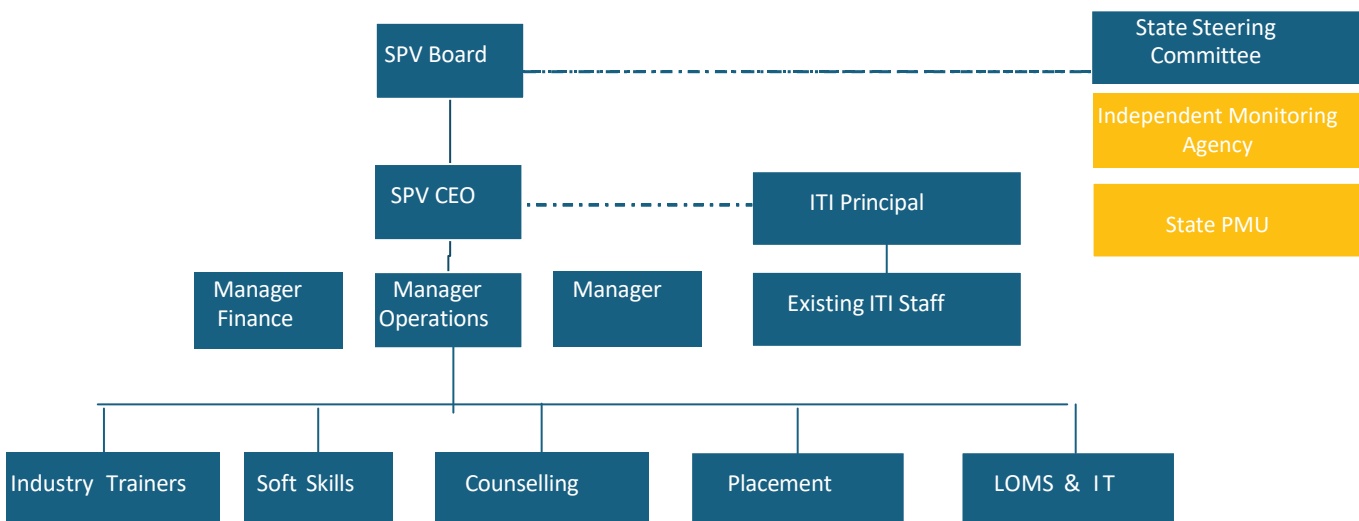 SPV Board
State Steering
Committee
Independent Monitoring
Agency
SPV CEO
ITI Principal
State PMU
Manager
Finance
Manager
Operations
Manager
Existing ITI Staff
Industry Trainers
Soft Skills
Counselling
Placement
LOMS & IT